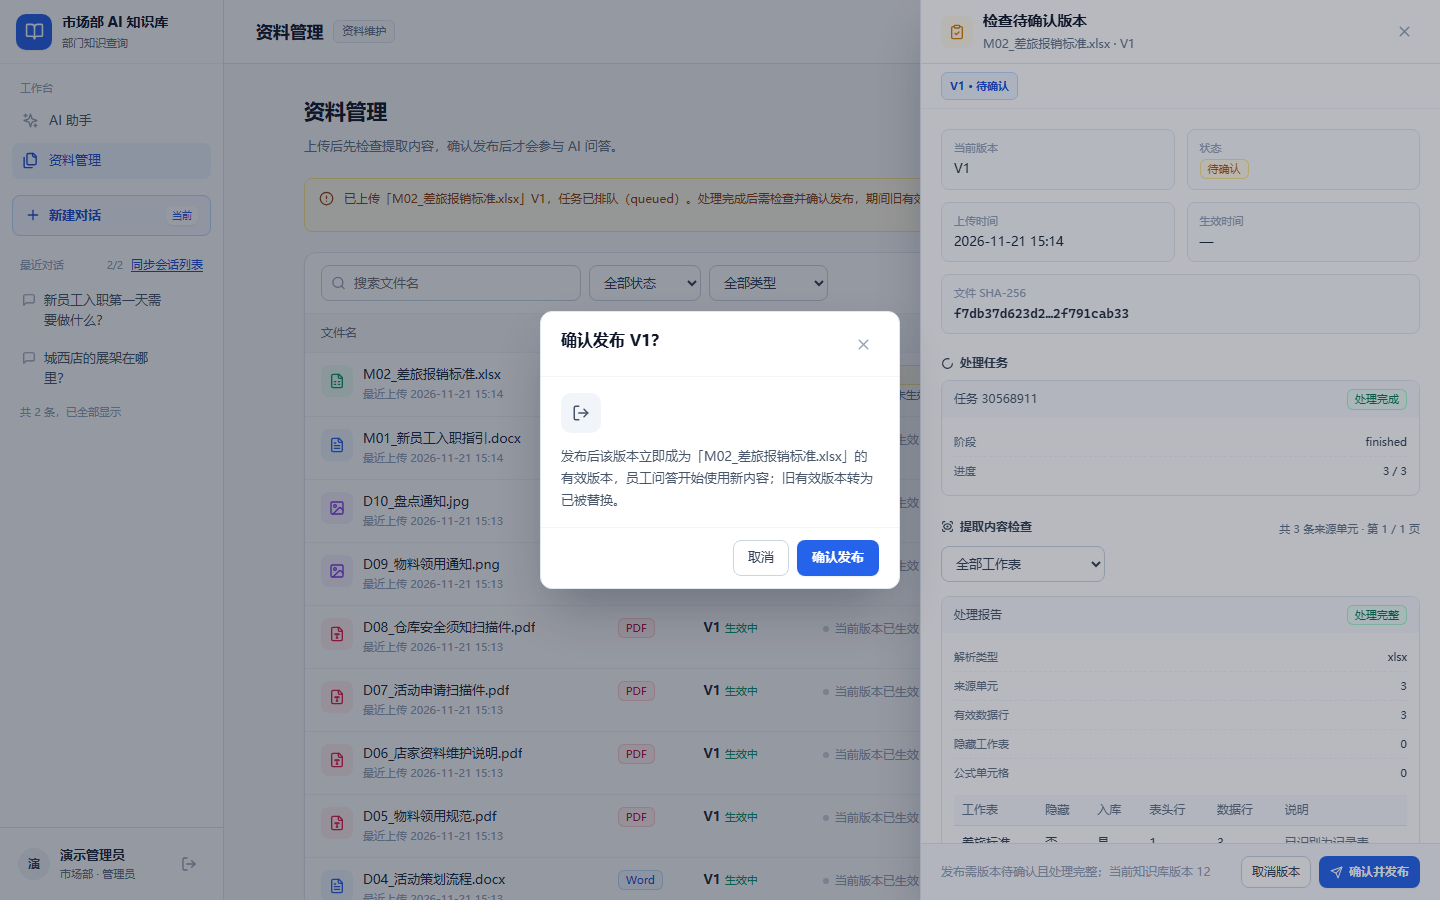 市场部 AI 知识库
部门知识查询
工作台
AI 助手
资料管理
新建对话
当前
最近对话
2/2
同步会话列表
新员工入职第一天需
要做什么?
城西店的展架在哪
里?
共 2 条，已全部显示
演
演示管理员
市场部 · 管理员
资料管理
资料维护
资料管理
上传后先检查提取内容，确认发布后才会参与 AI 问答。
已上传「M02_差旅报销标准.xlsx」V1，任务已排队（queued）。处理完成后需检查并确认发布，期间旧有效
搜索文件名
全部状态
全部类型
文件名
M02_差旅报销标准.xlsx
最近上传 2026-11-21 15:14
M01_新员工入职指引.docx
最近上传 2026-11-21 15:14
D10_盘点通知.jpg
最近上传 2026-11-21 15:13
D09_物料领用通知.png
最近上传 2026-11-21 15:13
D08_仓库安全须知扫描件.pdf
最近上传 2026-11-21 15:13
PDF
V1 生效中
当前版本已生效
D07_活动申请扫描件.pdf
最近上传 2026-11-21 15:13
PDF
V1 生效中
当前版本已生效
D06_店家资料维护说明.pdf
最近上传 2026-11-21 15:13
PDF
V1 生效中
当前版本已生效
D05_物料领用规范.pdf
最近上传 2026-11-21 15:13
PDF
V1 生效中
当前版本已生效
D04_活动策划流程.docx
最近上传 2026-11-21 15:13
Word
V1 生效中
当前版本已生效
确认发布 V1?
发布后该版本立即成为「M02_差旅报销标准.xlsx」的
有效版本，员工问答开始使用新内容；旧有效版本转为
已被替换。
取消
确认发布
检查待确认版本
M02_差旅报销标准.xlsx · V1
V1 • 待确认
当前版本
V1
状态
待确认
上传时间
2026-11-21 15:14
生效时间
—
文件 SHA-256
f7db37d623d2…2f791cab33
处理任务
任务 30568911
处理完成
阶段
finished
进度
3 / 3
提取内容检查
共 3 条来源单元 · 第 1 / 1 页
全部工作表
处理报告
处理完整
解析类型
xlsx
来源单元
3
有效数据行
3
隐藏工作表
0
公式单元格
0
工作表
隐藏
入库
表头行
数据行
说明
差旅标准
否
是
1
3
已识别为记录表
发布需版本待确认且处理完整；当前知识库版本 12
取消版本
确认并发布